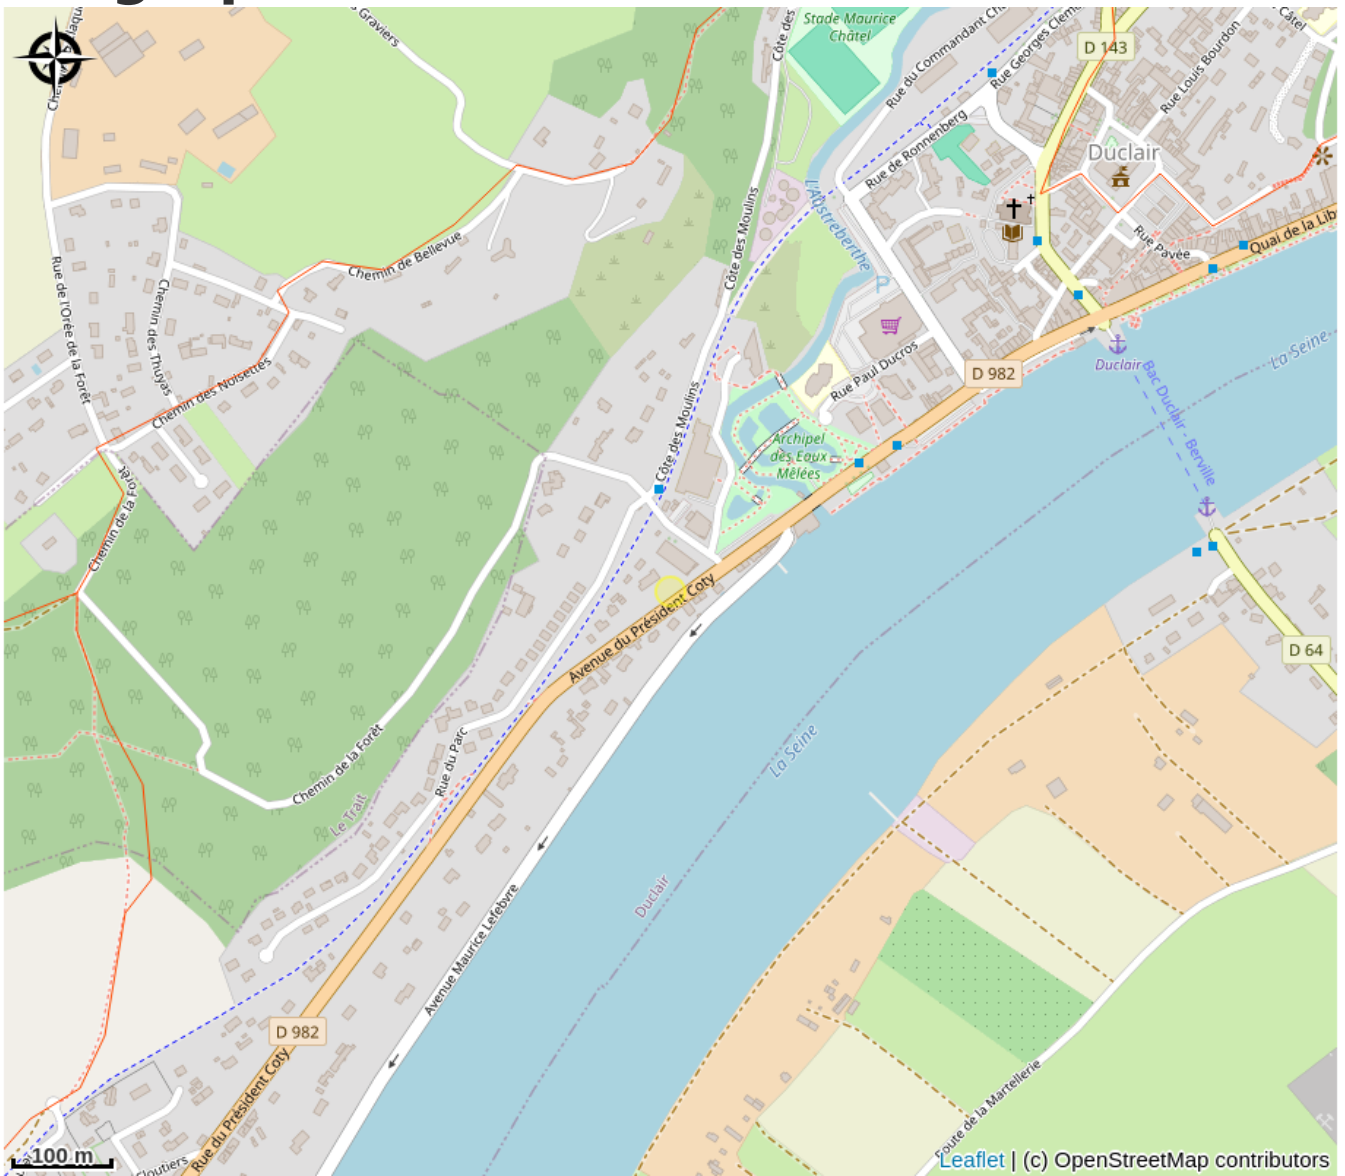 Stade Maurice
Châtel
Côte des
Rue du Commandant Cha
Rue Georges Clem
D 143
Rue Louis Bourdon
Châtel
s Graviers
Rue de Ronnenberg
Duclair
L'Austreberthe
P
Rue Pavée
Quai de la Lib
Côte des Moulins
Chemin de Bellevue
Rue de l'Orée de la Forêt
Chemin des Thuyas
Chemin des Noisettes
Rue Paul Ducros
D 982
Duclair
La Seine
Bac Duclair - Berville
Côte des Moulins
Archipel
des Eaux
Mêlées
Chemin de la Forêt
Avenue du Président Coty
D 64
La Seine
Rue du Parc
Chemin de la Forêt
Le Trait
Duclair
Avenue Maurice Lefebvre
D 982
Rue du Président Coty
Route de la Martellerie
Cloutiers
100 m
Leaflet | (c) OpenStreetMap contributors